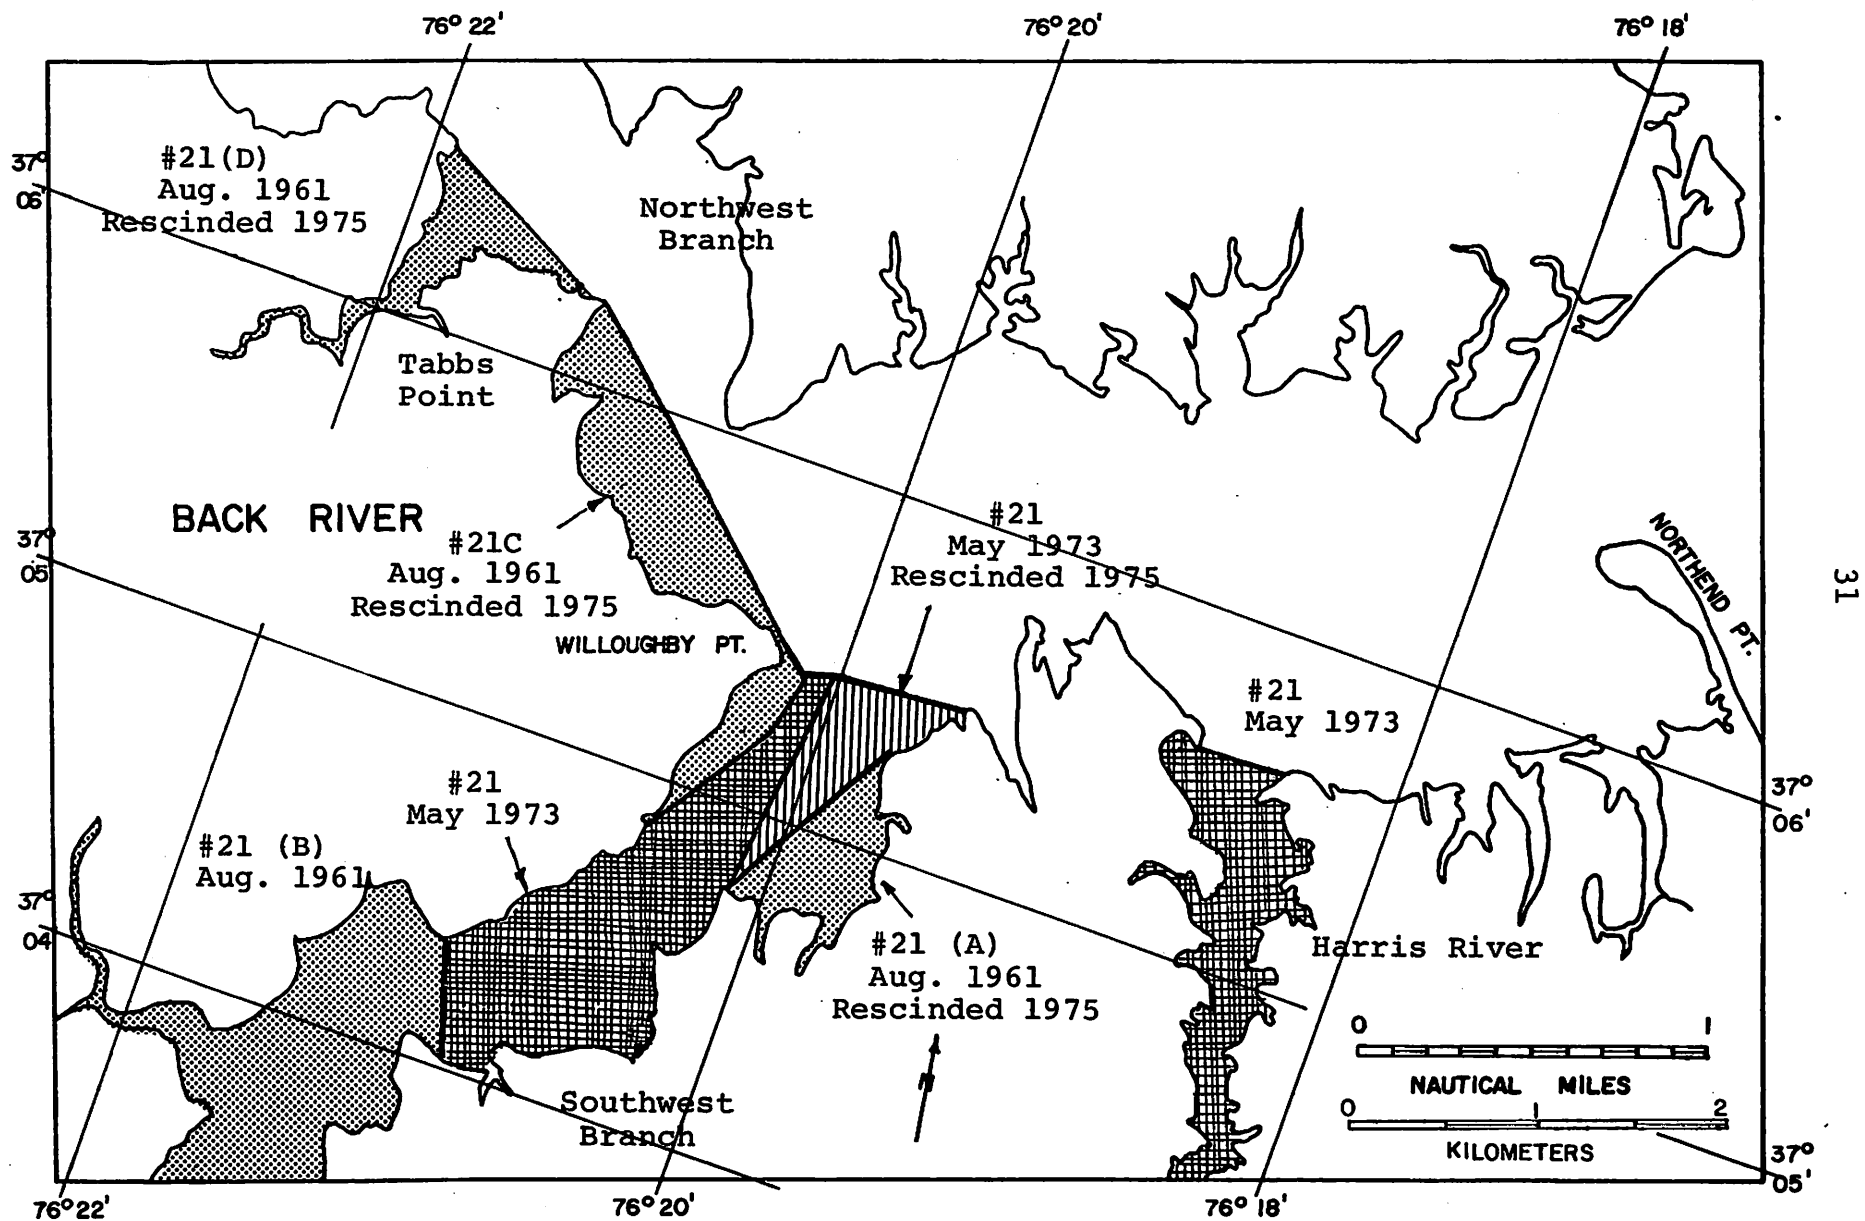 76° 22'
76° 20'
76° 18'
37°
06'
#21(D)
Aug. 1961
Rescinded 1975
Northwest
Branch
Tabbs
Point
BACK RIVER
37°
05'
#21C
Aug. 1961
Rescinded 1975
#21
May 1973
Rescinded 1975
NORTHEND PT.
31
WILLOUGHBY PT.
#21
May 1973
#21
May 1973
37°
06'
#21 (B)
Aug. 1961
37°
04'
#21 (A)
Aug. 1961
Rescinded 1975
Harris River
N
0 1
NAUTICAL MILES
0 1 2
KILOMETERS
Southwest
Branch
37°
05'
76° 22'
76° 20'
76° 18'